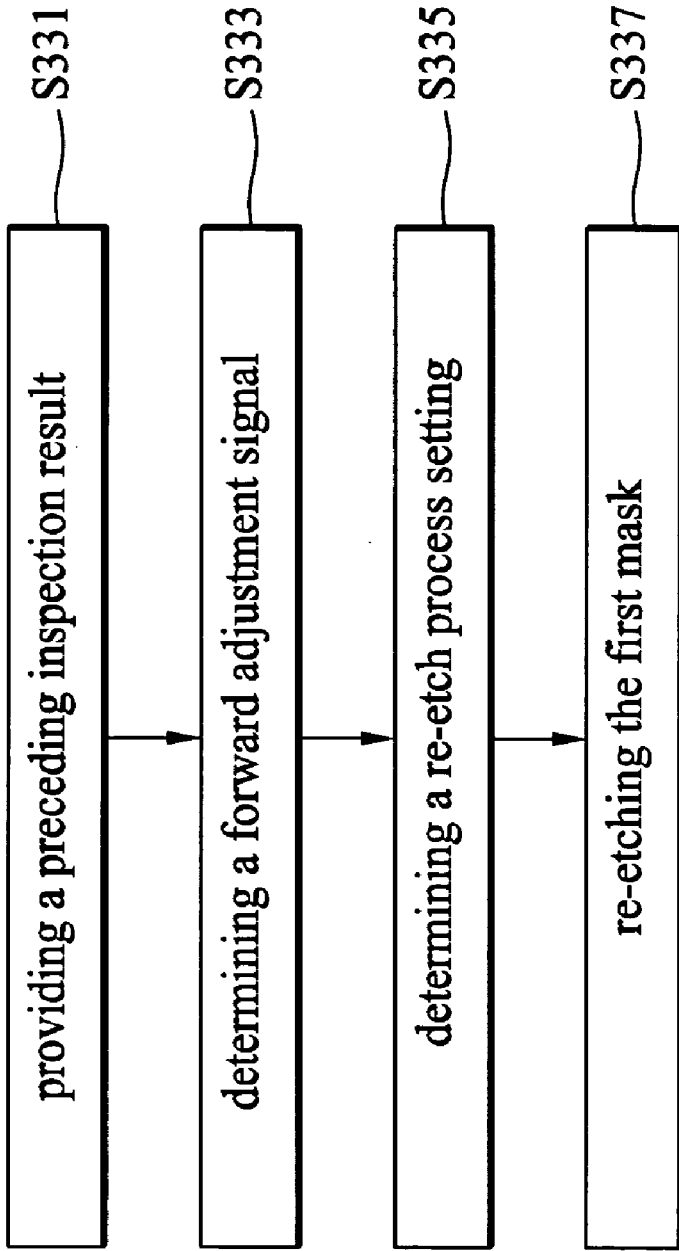 providing a preceding inspection result
S331
determining a forward adjustment signal
S333
determining a re-etch process setting
S335
re-etching the first mask
S337